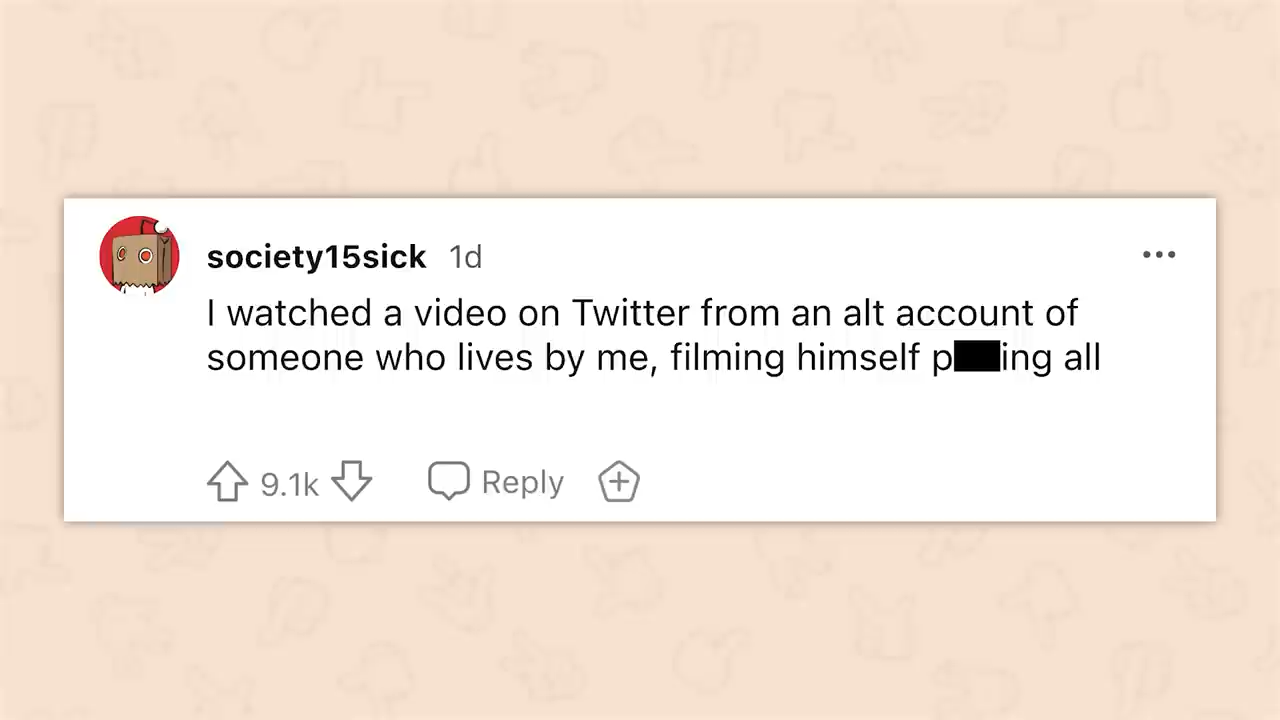 society15sick 1d
I watched a video on Twitter from an alt account of
someone who lives by me, filming himself p ing all
9.1k Reply